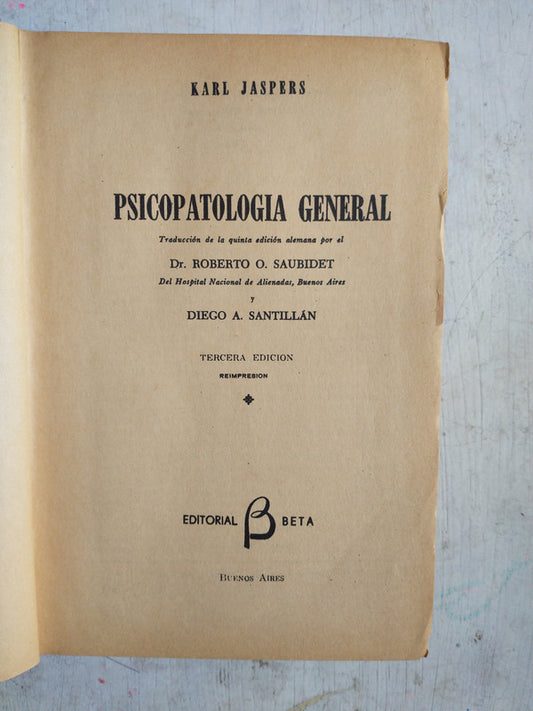 KARL JASPERS
PSICOPATOLOGIA GENERAL
Traducción de la quinta edición alemana por el
Dr. ROBERTO O. SAUBIDET
Del Hospital Nacional de Alienadas, Buenos Aires
y
DIEGO A. SANTILLÁN
TERCERA EDICION
REIMPRESION
EDITORIAL β BETA
BUENOS AIRES